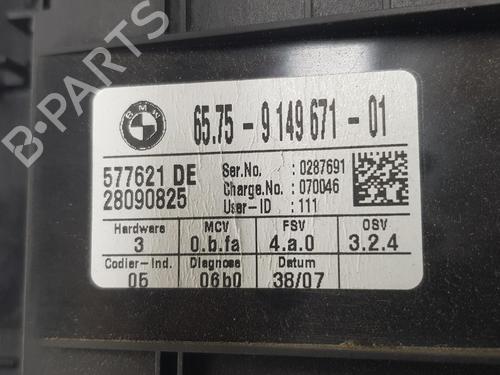 BMW
65.75 - 9 149 671 - 01
577621 DE
28090825
Ser.No. : 0287691
Charge.No. : 070046
User-ID : 111
Hardware MCV FSV OSV
3 0.b.fa 4.a.0 3.2.4
Codier-Ind. Diagnose Datum
05 06b0 38/07
B-PARTS